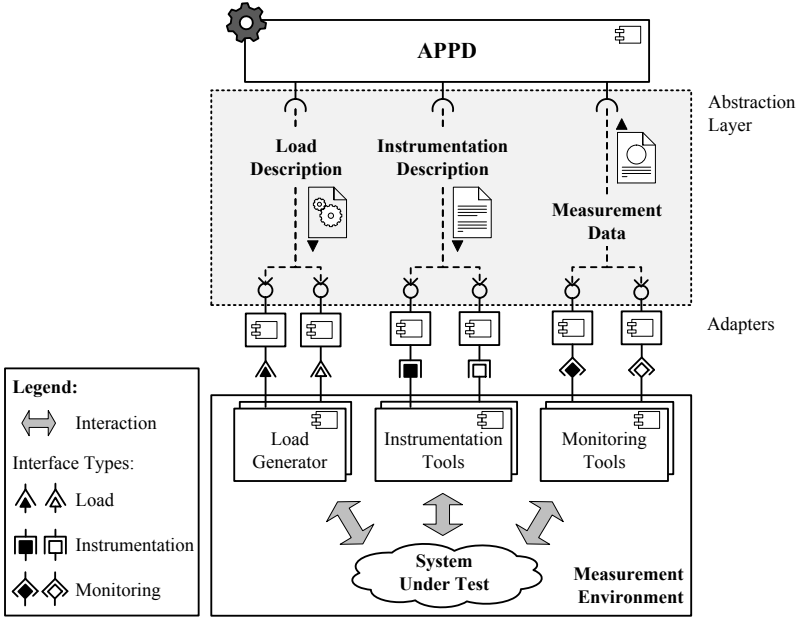 APPD
Abstraction
Layer
Load
Description
Instrumentation
Description
Measurement
Data
Adapters
Legend:
Interaction
Interface Types:
Load
Instrumentation
Monitoring
Load
Generator
Instrumentation
Tools
Monitoring
Tools
System
Under Test
Measurement
Environment